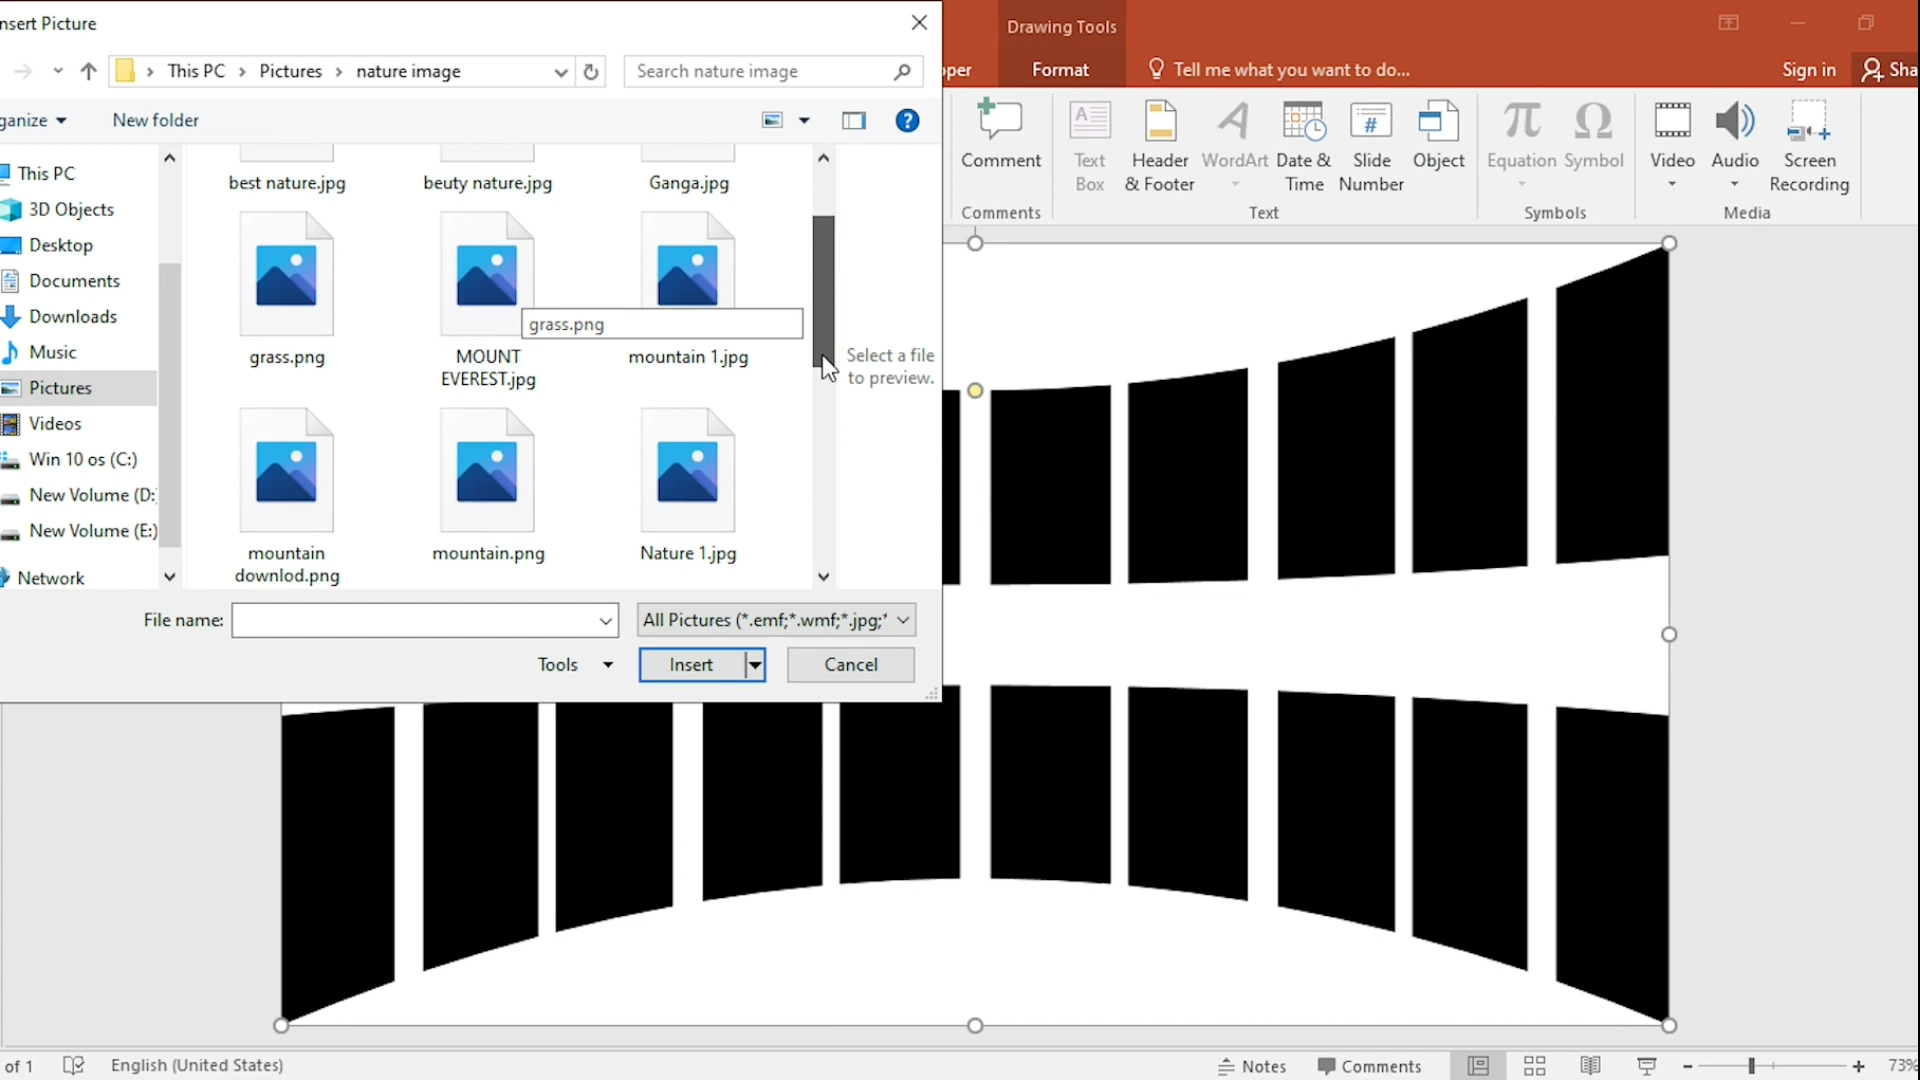 nsert Picture
Drawing Tools
This PC > Pictures > nature image
Search nature image
oper
Format
Tell me what you want to do...
Sign in
Sha
ganize
New folder
Comment
Text
Box
Header
& Footer
WordArt
Date &
Time
Slide
Number
Object
Equation
Symbol
Video
Audio
Screen
Recording
Comments
Text
Symbols
Media
This PC
3D Objects
Desktop
Documents
Downloads
Music
Pictures
Videos
Win 10 os (C:)
New Volume (D:
New Volume (E:)
Network
best nature.jpg
beuty nature.jpg
Ganga.jpg
grass.png
MOUNT
EVEREST.jpg
mountain 1.jpg
grass.png
Select a file
to preview.
mountain
downlod.png
mountain.png
Nature 1.jpg
File name:
All Pictures (*.emf;*.wmf;*.jpg;*
Tools
Insert
Cancel
of 1
English (United States)
Notes
Comments
73%